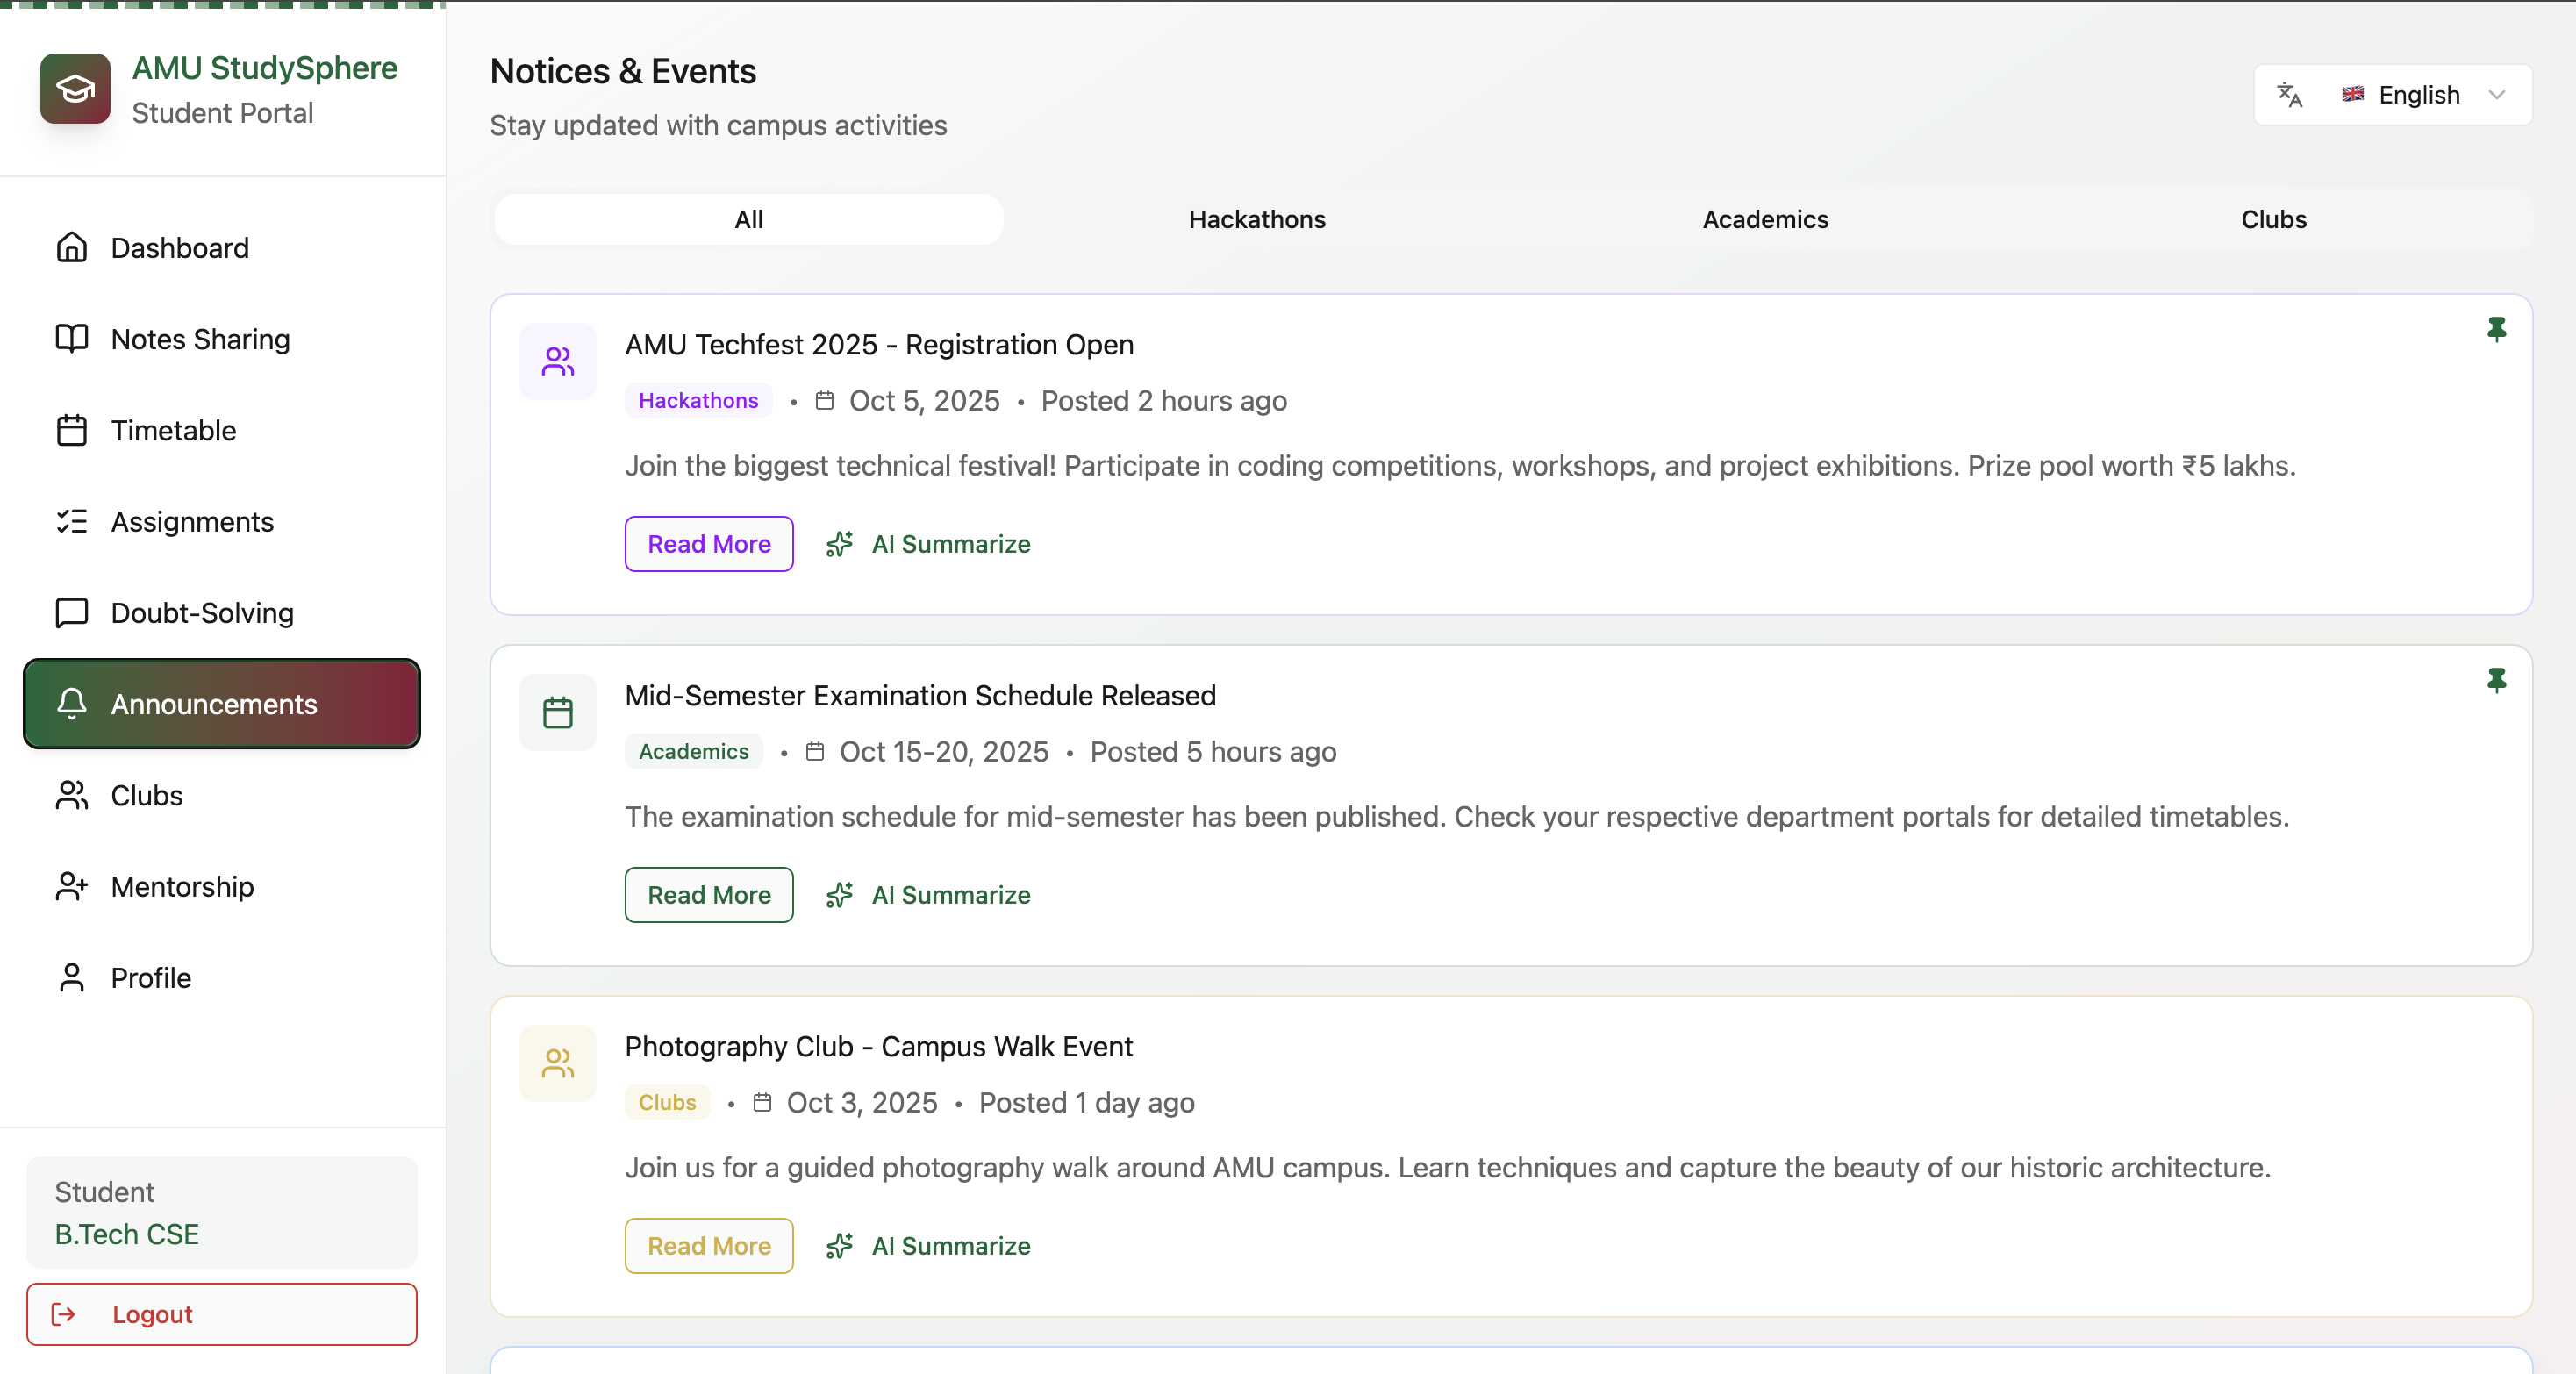 AMU StudySphere
Student Portal
Dashboard
Notes Sharing
Timetable
Assignments
Doubt-Solving
Announcements
Clubs
Mentorship
Profile
Student
B.Tech CSE
Logout
Notices & Events
Stay updated with campus activities
English
All Hackathons Academics Clubs
AMU Techfest 2025 - Registration Open
Hackathons • Oct 5, 2025 • Posted 2 hours ago
Join the biggest technical festival! Participate in coding competitions, workshops, and project exhibitions. Prize pool worth ₹5 lakhs.
Read More AI Summarize
Mid-Semester Examination Schedule Released
Academics • Oct 15-20, 2025 • Posted 5 hours ago
The examination schedule for mid-semester has been published. Check your respective department portals for detailed timetables.
Read More AI Summarize
Photography Club - Campus Walk Event
Clubs • Oct 3, 2025 • Posted 1 day ago
Join us for a guided photography walk around AMU campus. Learn techniques and capture the beauty of our historic architecture.
Read More AI Summarize